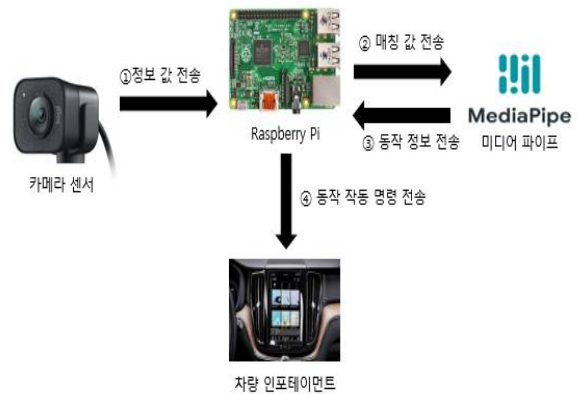 ①정보 값 전송
② 매칭 값 전송
MediaPipe
Raspberry Pi
③ 동작 정보 전송
미디어 파이프
카메라 센서
④ 동작 작동 명령 전송
차량 인포테이먼트